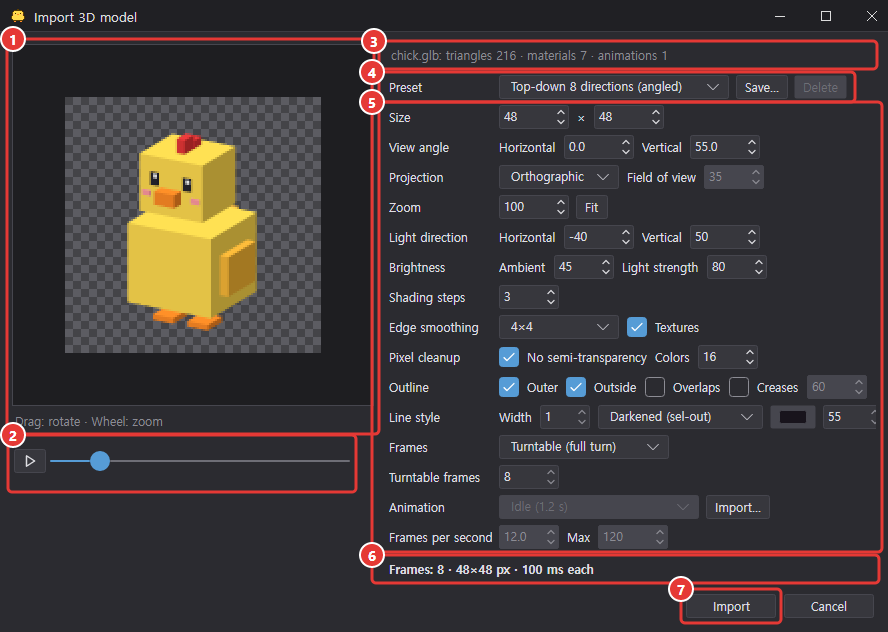 Import 3D model
1
3
chick.glb: triangles 216 · materials 7 · animations 1
4
Preset Top-down 8 directions (angled) Save... Delete
5
Size 48 × 48
View angle Horizontal 0.0 Vertical 55.0
Projection Orthographic Field of view 35
Zoom 100 Fit
Light direction Horizontal -40 Vertical 50
Brightness Ambient 45 Light strength 80
Shading steps 3
Edge smoothing 4×4 Textures
Pixel cleanup No semi-transparency Colors 16
Outline Outer Outside Overlaps Creases 60
Drag: rotate · Wheel: zoom
Line style Width 1 Darkened (sel-out) 55
2
Frames Turntable (full turn)
Turntable frames 8
Animation Idle (1.2 s) Import...
Frames per second 12.0 Max 120
6
Frames: 8 · 48×48 px · 100 ms each
7
Import Cancel